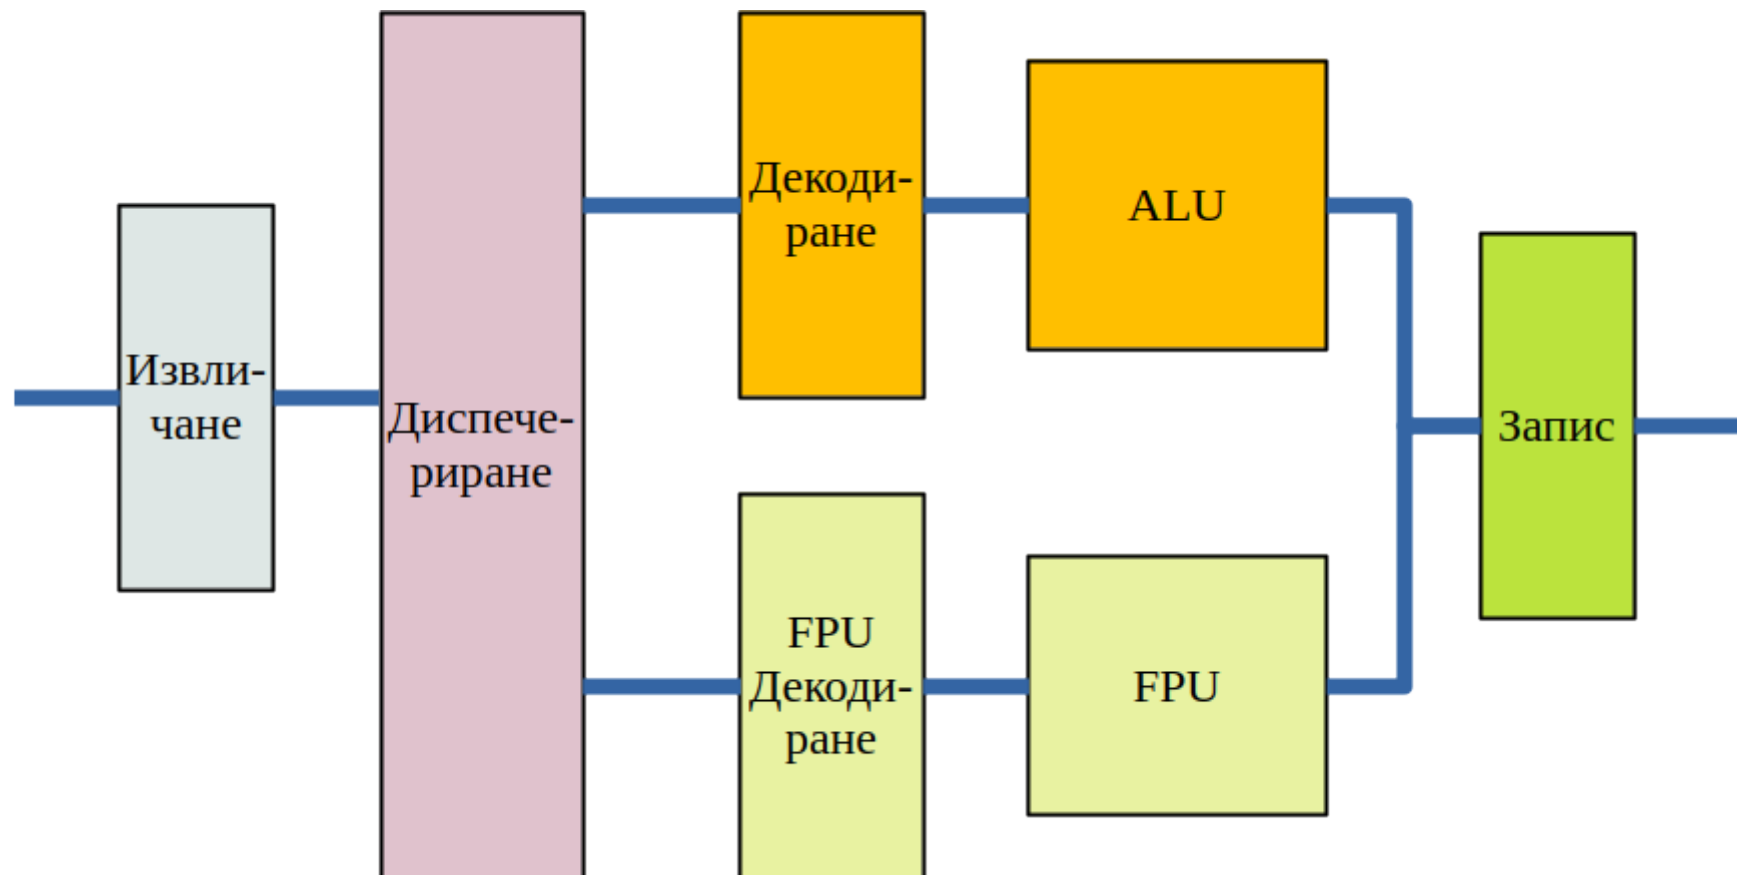 Извли-
чане
Диспече-
риране
Декоди-
ране
ALU
FPU
Декоди-
ране
FPU
Запис